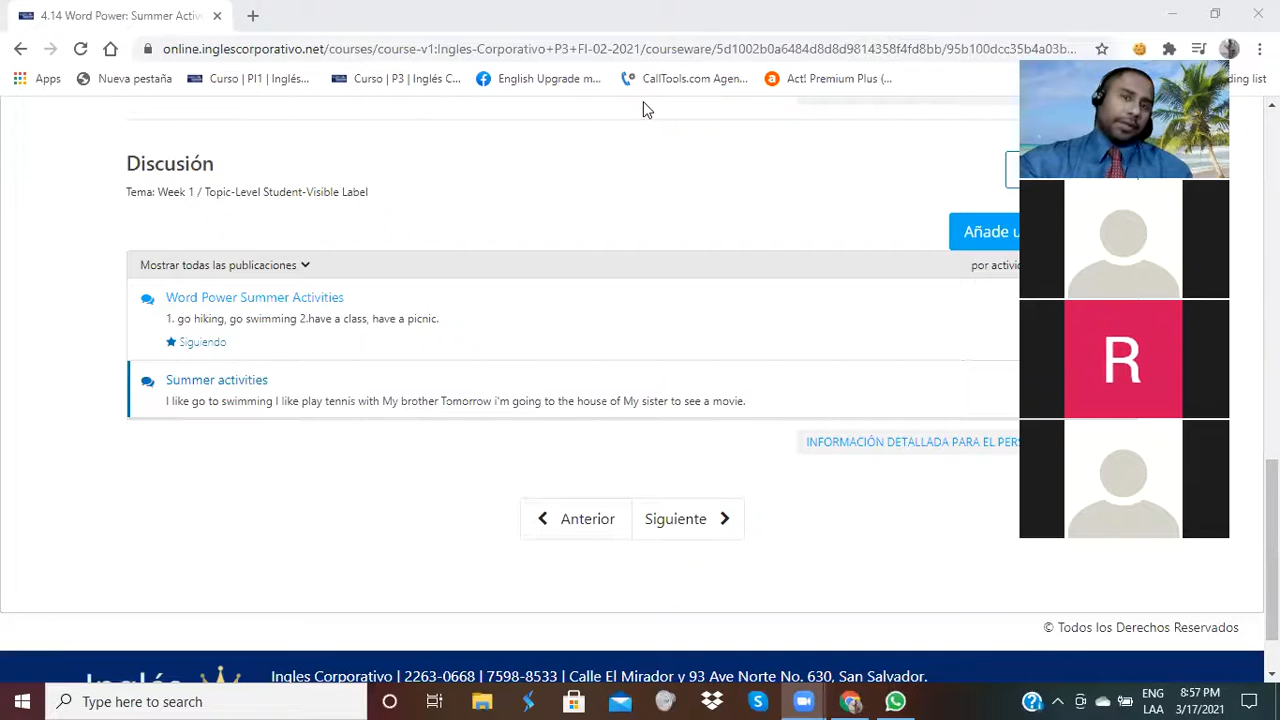 4.14 Word Power: Summer Activ
online.inglescorporativo.net/courses/course-v1:Ingles-Corporativo+P3+FI-02-2021/courseware/5d1002b0a6484d8d8d9814358f4fd8bb/95b100dcc35b4a03b...
Apps Nueva pestaña Curso | PI1 | Inglés... Curso | P3 | Inglés C... English Upgrade m... CallTools.com Agen... Act! Premium Plus (... ding list
Discusión
Tema: Week 1 / Topic-Level Student-Visible Label
Añade u
Mostrar todas las publicaciones por activi
Word Power Summer Activities
1. go hiking, go swimming 2.have a class, have a picnic.
Siguiendo
Summer activities
I like go to swimming I like play tennis with My brother Tomorrow i'm going to the house of My sister to see a movie.
INFORMACIÓN DETALLADA PARA EL PERS
R
Anterior Siguiente
© Todos los Derechos Reservados
Inglés
Ingles Corporativo | 2263-0668 | 7598-8533 | Calle El Mirador y 93 Ave Norte No. 630, San Salvador.
Type here to search
ENG 8:57 PM
LAA 3/17/2021